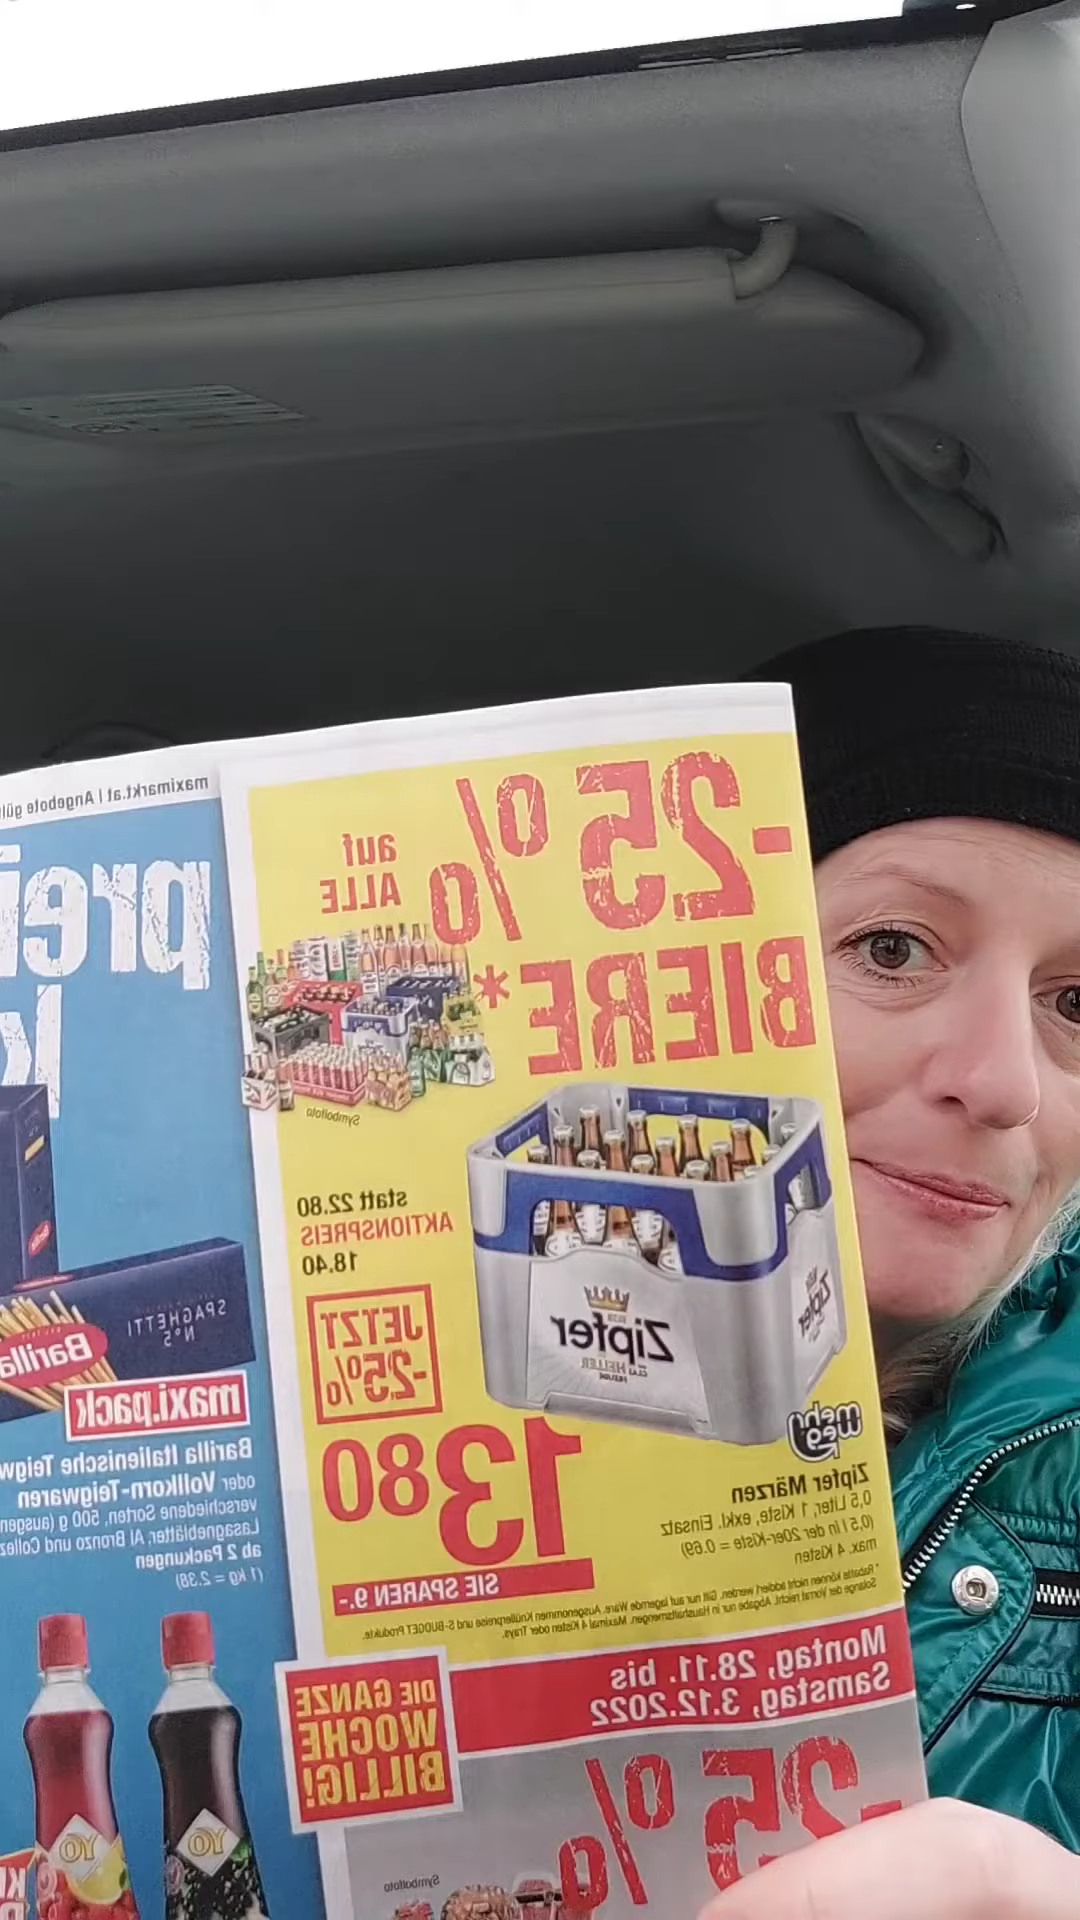 -25%
auf
ALLE
BIERE*
Symbolfoto
statt 22.80
AKTIONSPREIS
18.40
JETZT
-25%
13.80
SIE SPAREN 9.-
Zipfer
Zipfer
mehr
weg
Zipfer Märzen
0,5 Liter, 1 Kiste, exkl. Einsatz
(0,5 l in der 20er-Kiste = 0.69)
max. 4 Kisten
* Rabatte können nicht addiert werden. Gilt nur auf lagernde Ware. Ausgenommen Knüllerpreise und S-BUDGET Produkte.
Solange der Vorrat reicht. Abgabe nur in Haushaltsmengen. Maximal 4 Kisten oder Trays.
Montag, 28.11. bis
Samstag, 3.12.2022
DIE GANZE
WOCHE
BILLIG!
-25%
Symbolfoto
maximarkt.at | Angebote gül
prei
k
SPAGHETTI
Nº5
Barilla
maxi.pack
Barilla Italienische Teigw
oder Vollkorn-Teigwaren
verschiedene Sorten, 500 g (ausgen
Lasagneblätter, Al Bronzo und Collez
ab 2 Packungen
(1 kg = 2.38)
YO
YO